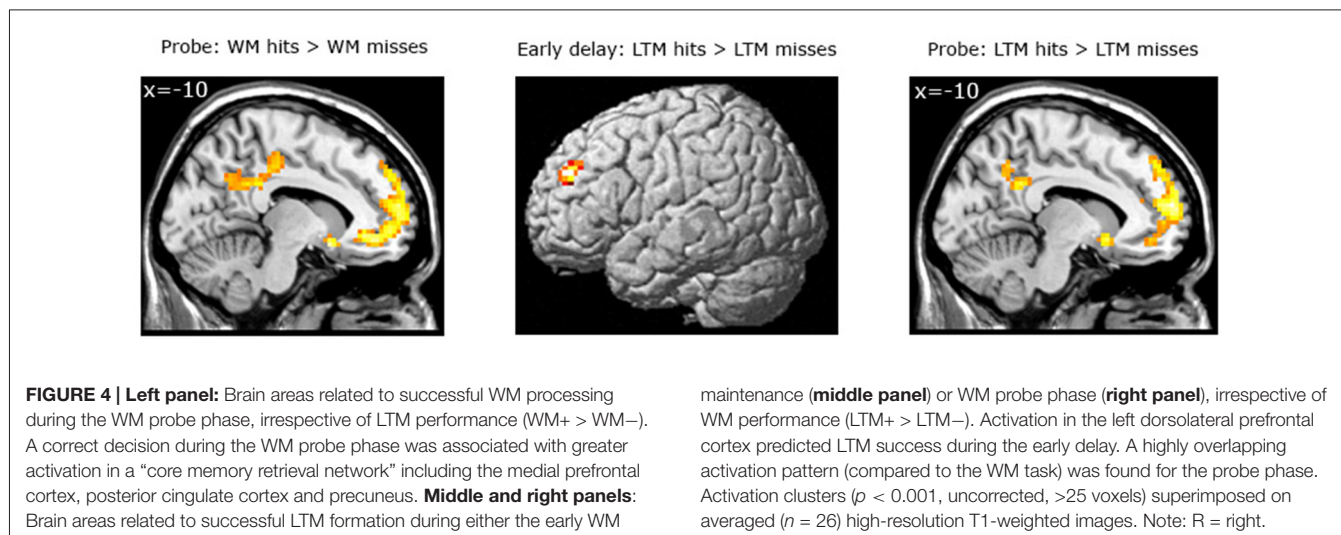 Probe: WM hits > WM misses
Early delay: LTM hits > LTM misses
Probe: LTM hits > LTM misses
x=-10
x=-10
FIGURE 4 | Left panel: Brain areas related to successful WM processing
during the WM probe phase, irrespective of LTM performance (WM+ > WM−).
A correct decision during the WM probe phase was associated with greater
activation in a “core memory retrieval network” including the medial prefrontal
cortex, posterior cingulate cortex and precuneus. Middle and right panels:
Brain areas related to successful LTM formation during either the early WM
maintenance (middle panel) or WM probe phase (right panel), irrespective of
WM performance (LTM+ > LTM−). Activation in the left dorsolateral prefrontal
cortex predicted LTM success during the early delay. A highly overlapping
activation pattern (compared to the WM task) was found for the probe phase.
Activation clusters (p < 0.001, uncorrected, >25 voxels) superimposed on
averaged (n = 26) high-resolution T1-weighted images. Note: R = right.